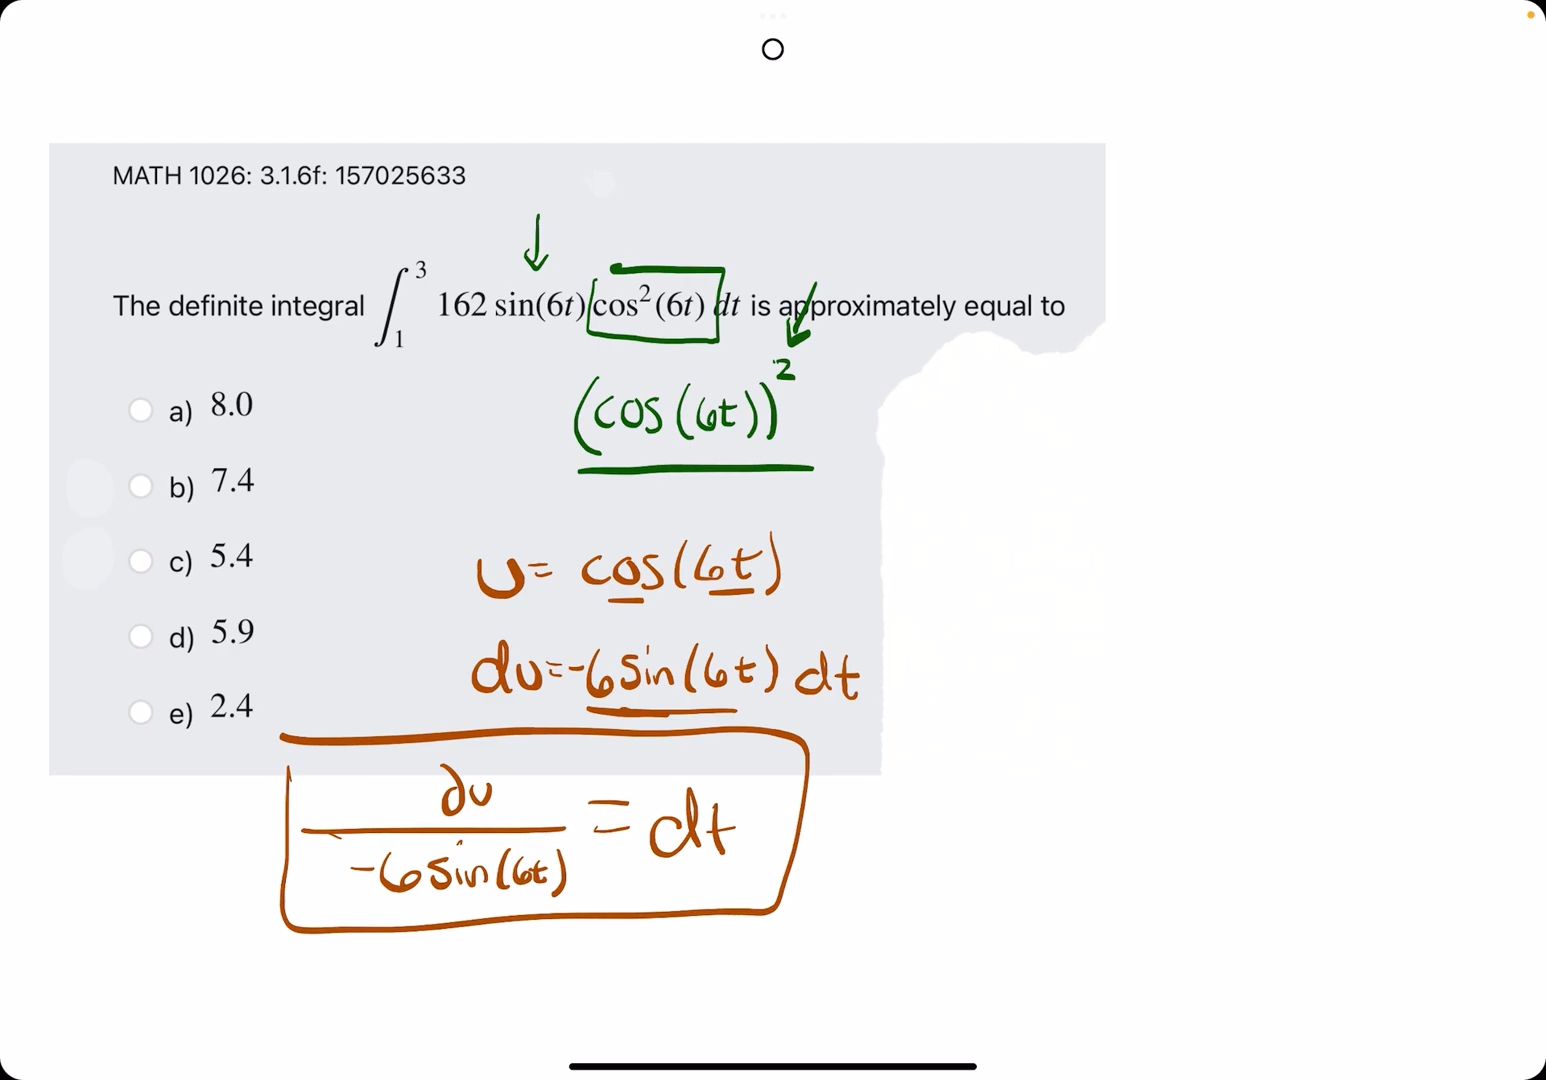 MATH 1026: 3.1.6f: 157025633
The definite integral ∫₁³ 162 sin(6t) cos²(6t) dt is approximately equal to
(cos(6t))²
a) 8.0
b) 7.4
c) 5.4
d) 5.9
e) 2.4
u= cos(6t)
du=-6sin(6t) dt
du/-6sin(6t) = dt